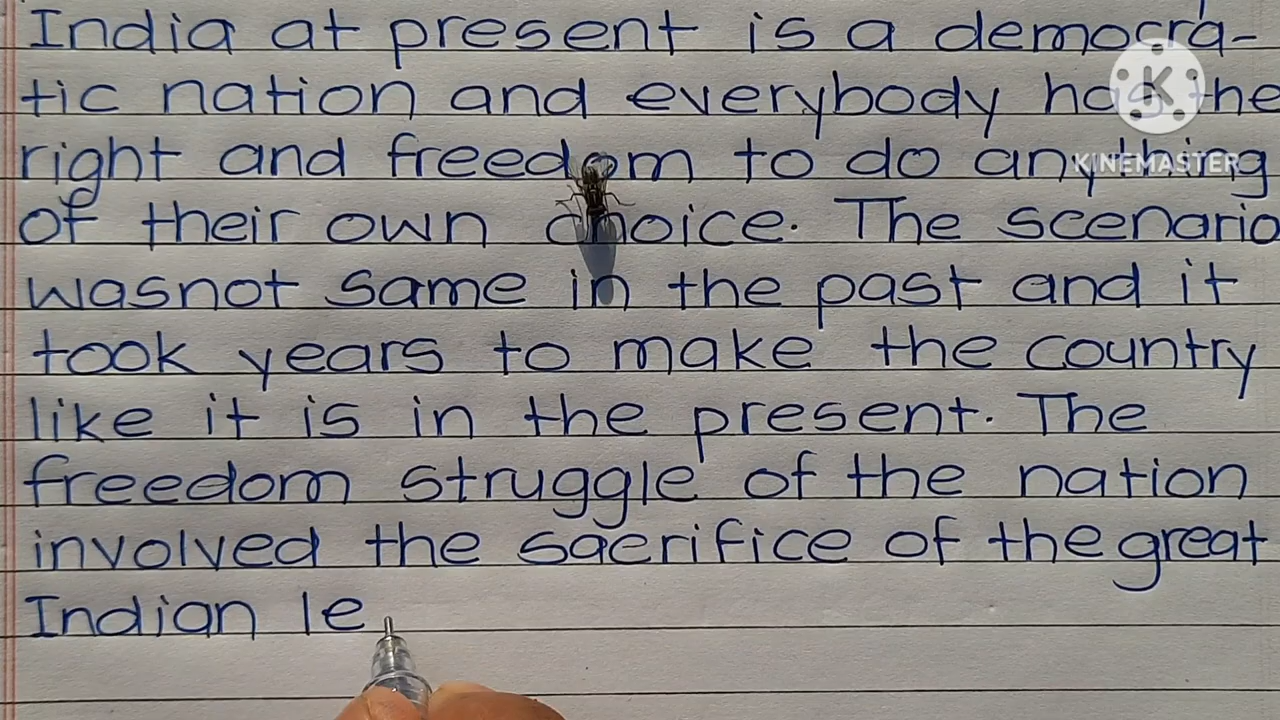 India at present is a democra-
tic nation and everybody has the
right and freedom to do anything
of their own choice. The scenario
wasnot same in the past and it
took years to make the country
like it is in the present. The
freedom struggle of the nation
involved the sacrifice of the great
Indian le
K
KINEMASTER